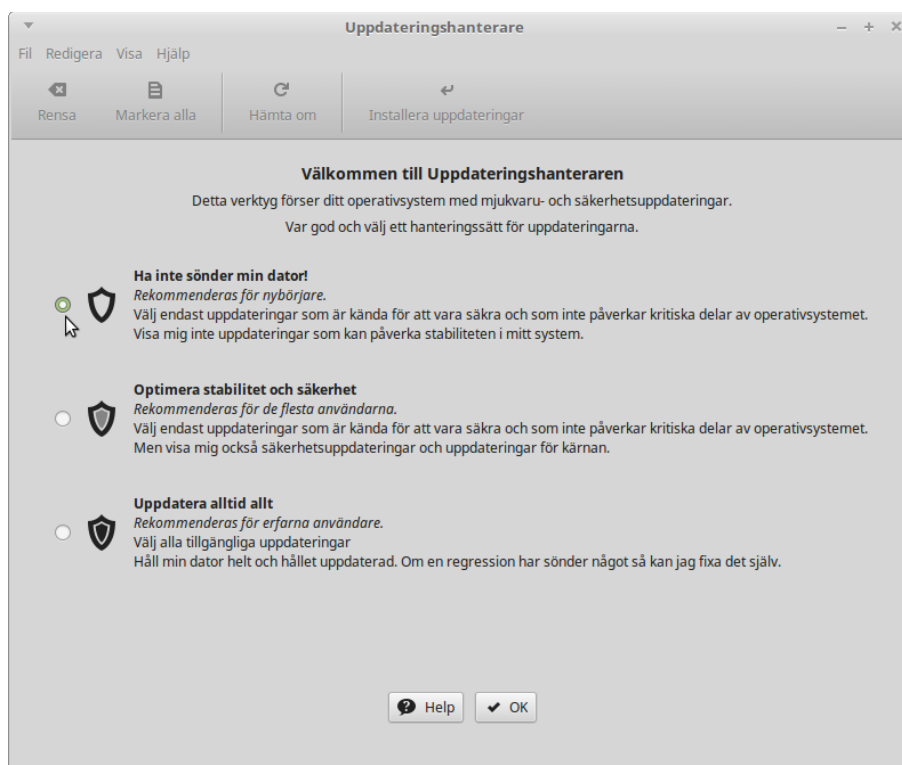 Uppdateringshanterare
Fil Redigera Visa Hjälp
Rensa Markera alla Hämta om Installera uppdateringar
Välkommen till Uppdateringshanteraren
Detta verktyg förser ditt operativsystem med mjukvaru- och säkerhetsuppdateringar.
Var god och välj ett hanteringssätt för uppdateringarna.
Ha inte sönder min dator!
Rekommenderas för nybörjare.
Välj endast uppdateringar som är kända för att vara säkra och som inte påverkar kritiska delar av operativsystemet.
Visa mig inte uppdateringar som kan påverka stabiliteten i mitt system.
Optimera stabilitet och säkerhet
Rekommenderas för de flesta användarna.
Välj endast uppdateringar som är kända för att vara säkra och som inte påverkar kritiska delar av operativsystemet.
Men visa mig också säkerhetsuppdateringar och uppdateringar för kärnan.
Uppdatera alltid allt
Rekommenderas för erfarna användare.
Välj alla tillgängliga uppdateringar
Håll min dator helt och hållet uppdaterad. Om en regression har sönder något så kan jag fixa det själv.
Help OK